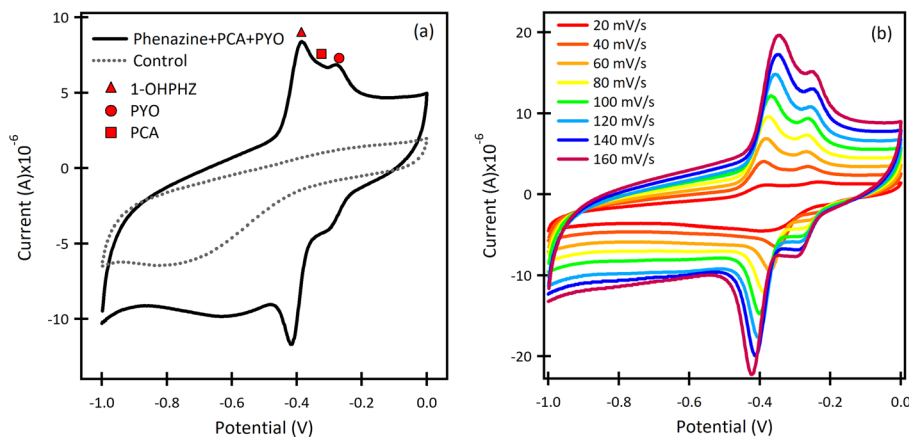 (a)
Phenazine+PCA+PYO
Control
1-OHPHZ
PYO
PCA
Current (A)x10⁻⁶
10
5
0
-5
-10
-1.0 -0.8 -0.6 -0.4 -0.2 0.0
Potential (V)
(b)
20 mV/s
40 mV/s
60 mV/s
80 mV/s
100 mV/s
120 mV/s
140 mV/s
160 mV/s
Current (A)x10⁻⁶
20
10
0
-10
-20
-1.0 -0.8 -0.6 -0.4 -0.2 0.0
Potential (V)